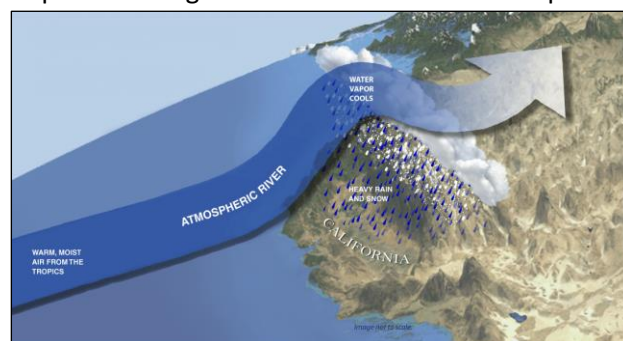 WATER
VAPOR
COOLS
ATMOSPHERIC RIVER
HEAVY RAIN
AND SNOW
WARM, MOIST
AIR FROM THE
TROPICS
CALIFORNIA
Image not to scale